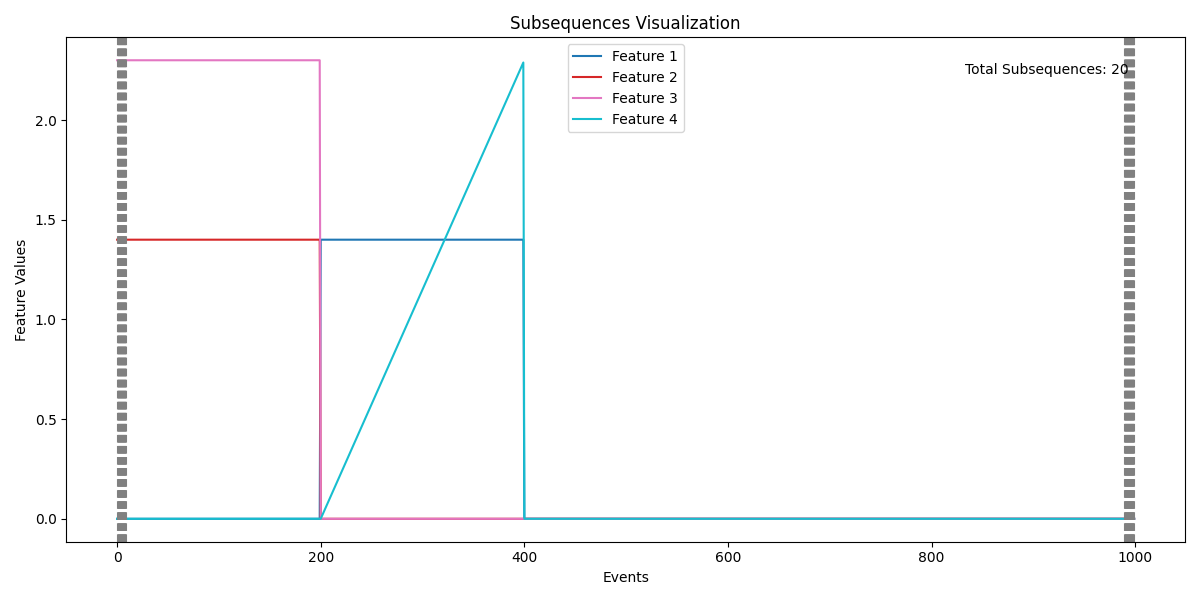 Subsequences Visualization
Feature 1
Feature 2
Feature 3
Feature 4
Total Subsequences: 20
Feature Values
2.0
1.5
1.0
0.5
0.0
0 200 400 600 800 1000
Events